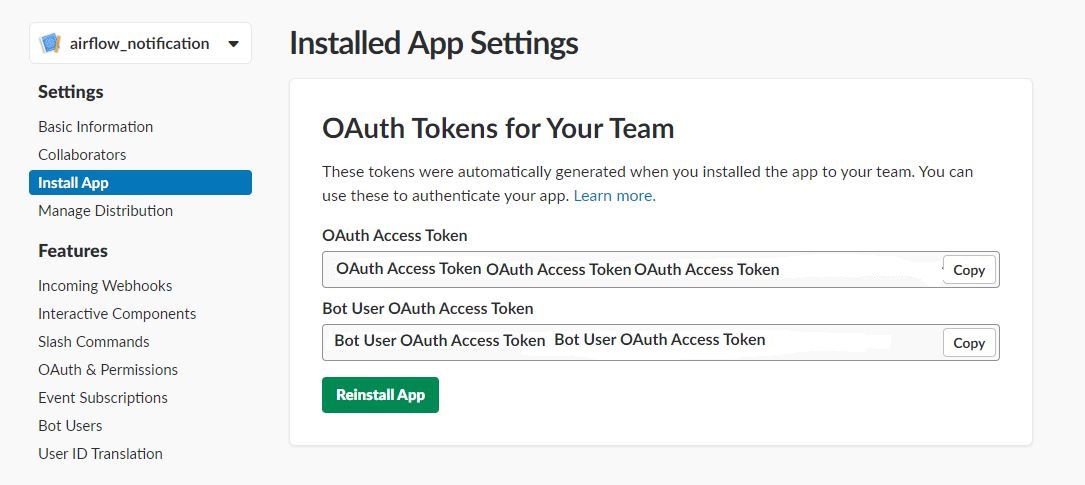 airflow_notification
Settings
Basic Information
Collaborators
Install App
Manage Distribution
Features
Incoming Webhooks
Interactive Components
Slash Commands
OAuth & Permissions
Event Subscriptions
Bot Users
User ID Translation
Installed App Settings
OAuth Tokens for Your Team
These tokens were automatically generated when you installed the app to your team. You can
use these to authenticate your app. Learn more.
OAuth Access Token
OAuth Access Token OAuth Access Token OAuth Access Token Copy
Bot User OAuth Access Token
Bot User OAuth Access Token Bot User OAuth Access Token Copy
Reinstall App